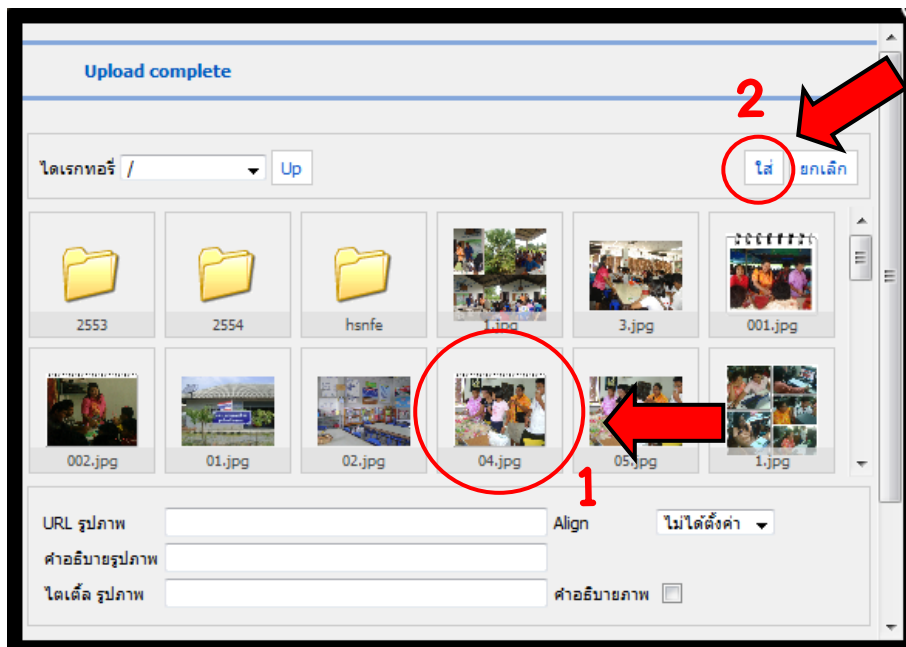 Upload complete
2
ไดเรกทอรี่ / Up ใส่ ยกเลิก
2553 2554 hsnfe 1.jpg 3.jpg 001.jpg
002.jpg 01.jpg 02.jpg 04.jpg 05.jpg 1.jpg
1
URL รูปภาพ Align ไม่ได้ตั้งค่า
คำอธิบายรูปภาพ
ไตเติ้ล รูปภาพ คำอธิบายภาพ